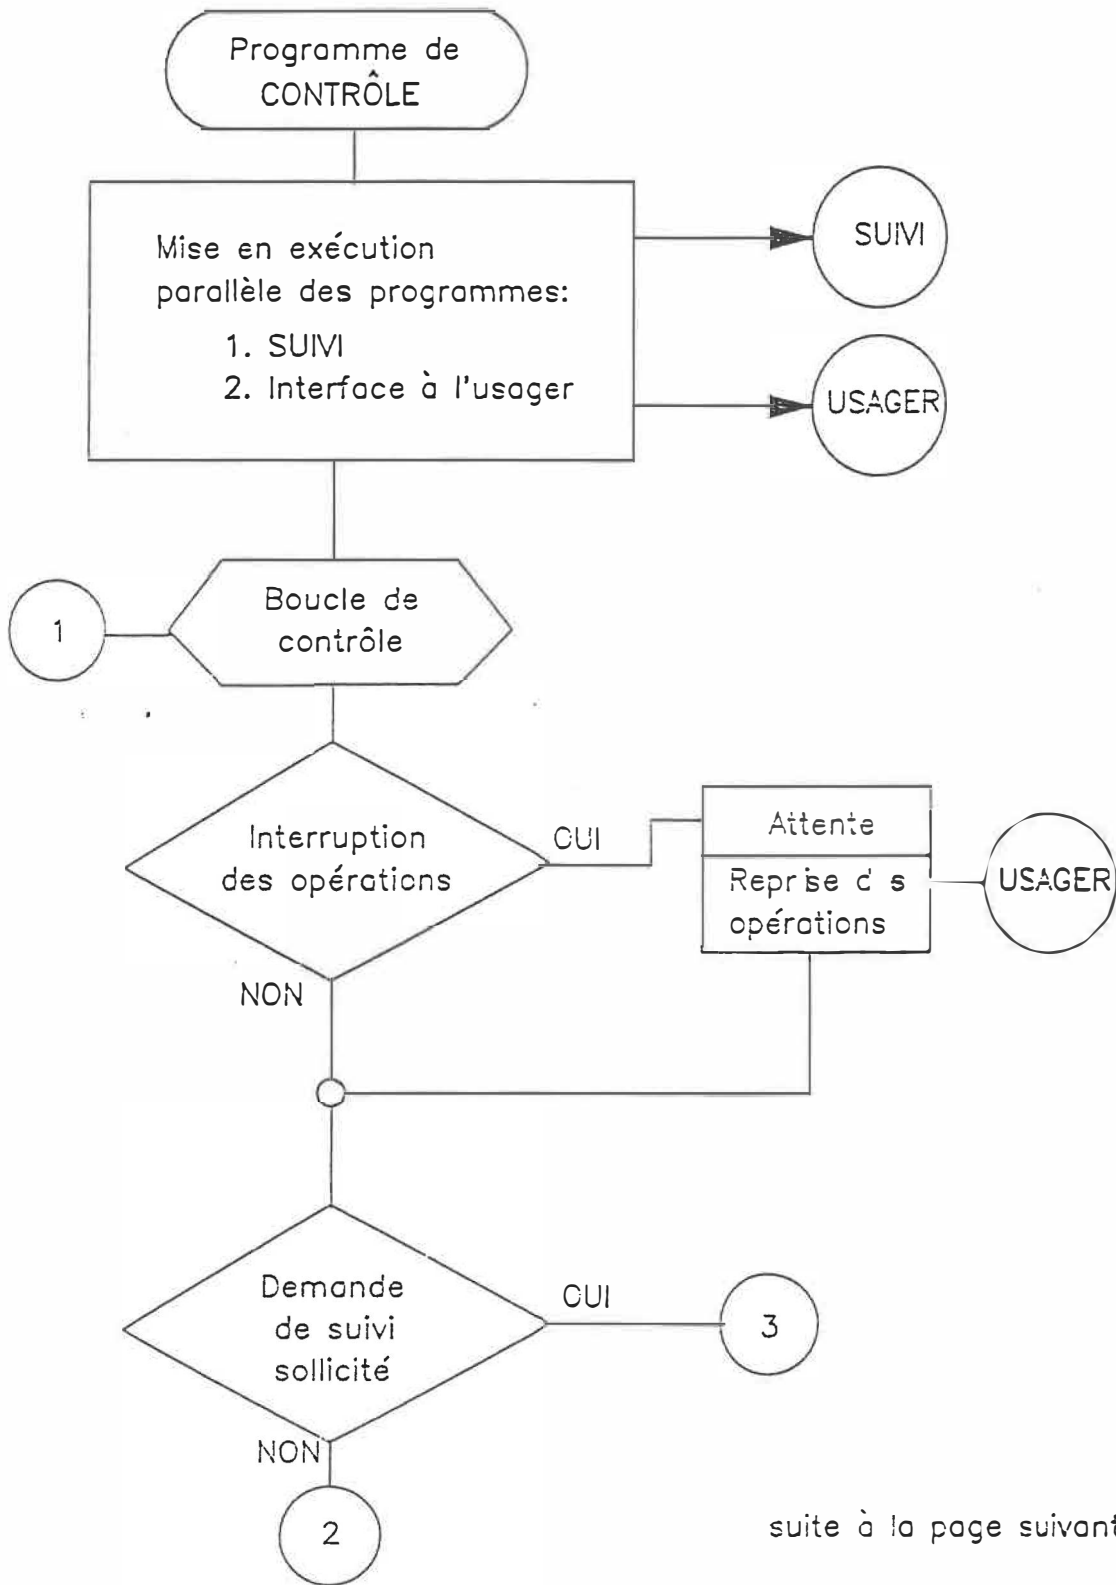 Programme de
CONTRÔLE
Mise en exécution
parallèle des programmes:
1. SUIVI
2. Interface à l'usager
SUIVI
USAGER
1
Boucle de
contrôle
Interruption
des opérations
OUI
Attente
Reprise d s
opérations
USAGER
NON
Demande
de suivi
sollicité
OUI
3
NON
2
suite à la page suivant